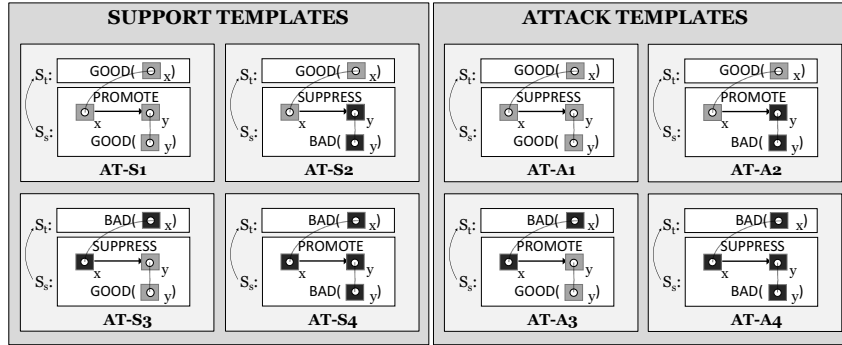 SUPPORT TEMPLATES
Sₜ: GOOD( x)
PROMOTE
x y
Sₛ: GOOD( y)
AT-S1
Sₜ: GOOD( x)
SUPPRESS
x y
Sₛ: BAD( y)
AT-S2
Sₜ: BAD( x)
SUPPRESS
x y
Sₛ: GOOD( y)
AT-S3
Sₜ: BAD( x)
PROMOTE
x y
Sₛ: BAD( y)
AT-S4
ATTACK TEMPLATES
Sₜ: GOOD( x)
SUPPRESS
x y
Sₛ: GOOD( y)
AT-A1
Sₜ: GOOD( x)
PROMOTE
x y
Sₛ: BAD( y)
AT-A2
Sₜ: BAD( x)
PROMOTE
x y
Sₛ: GOOD( y)
AT-A3
Sₜ: BAD( x)
SUPPRESS
x y
Sₛ: BAD( y)
AT-A4